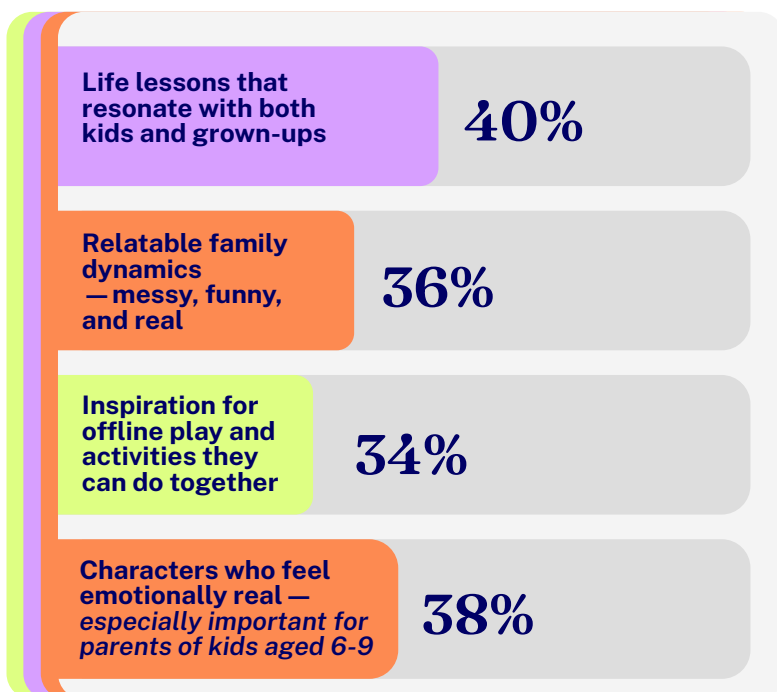 Life lessons that
resonate with both
kids and grown-ups
40%
Relatable family
dynamics
—messy, funny,
and real
36%
Inspiration for
offline play and
activities they
can do together
34%
Characters who feel
emotionally real —
especially important for
parents of kids aged 6-9
38%